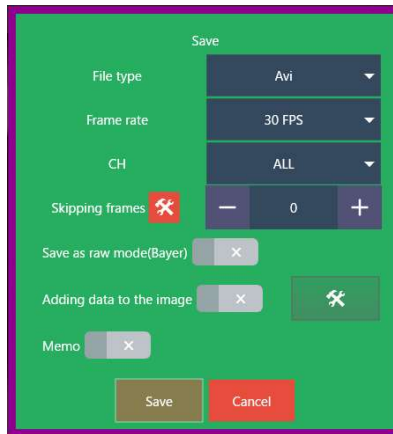 Save
File type Avi
Frame rate 30 FPS
CH ALL
Skipping frames 0
Save as raw mode(Bayer)
Adding data to the image
Memo
Save Cancel